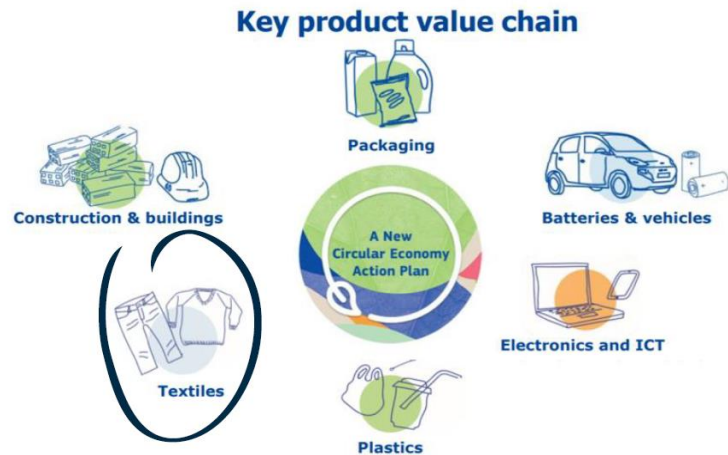 Key product value chain
Packaging
Construction & buildings
Batteries & vehicles
A New
Circular Economy
Action Plan
Textiles
Electronics and ICT
Plastics